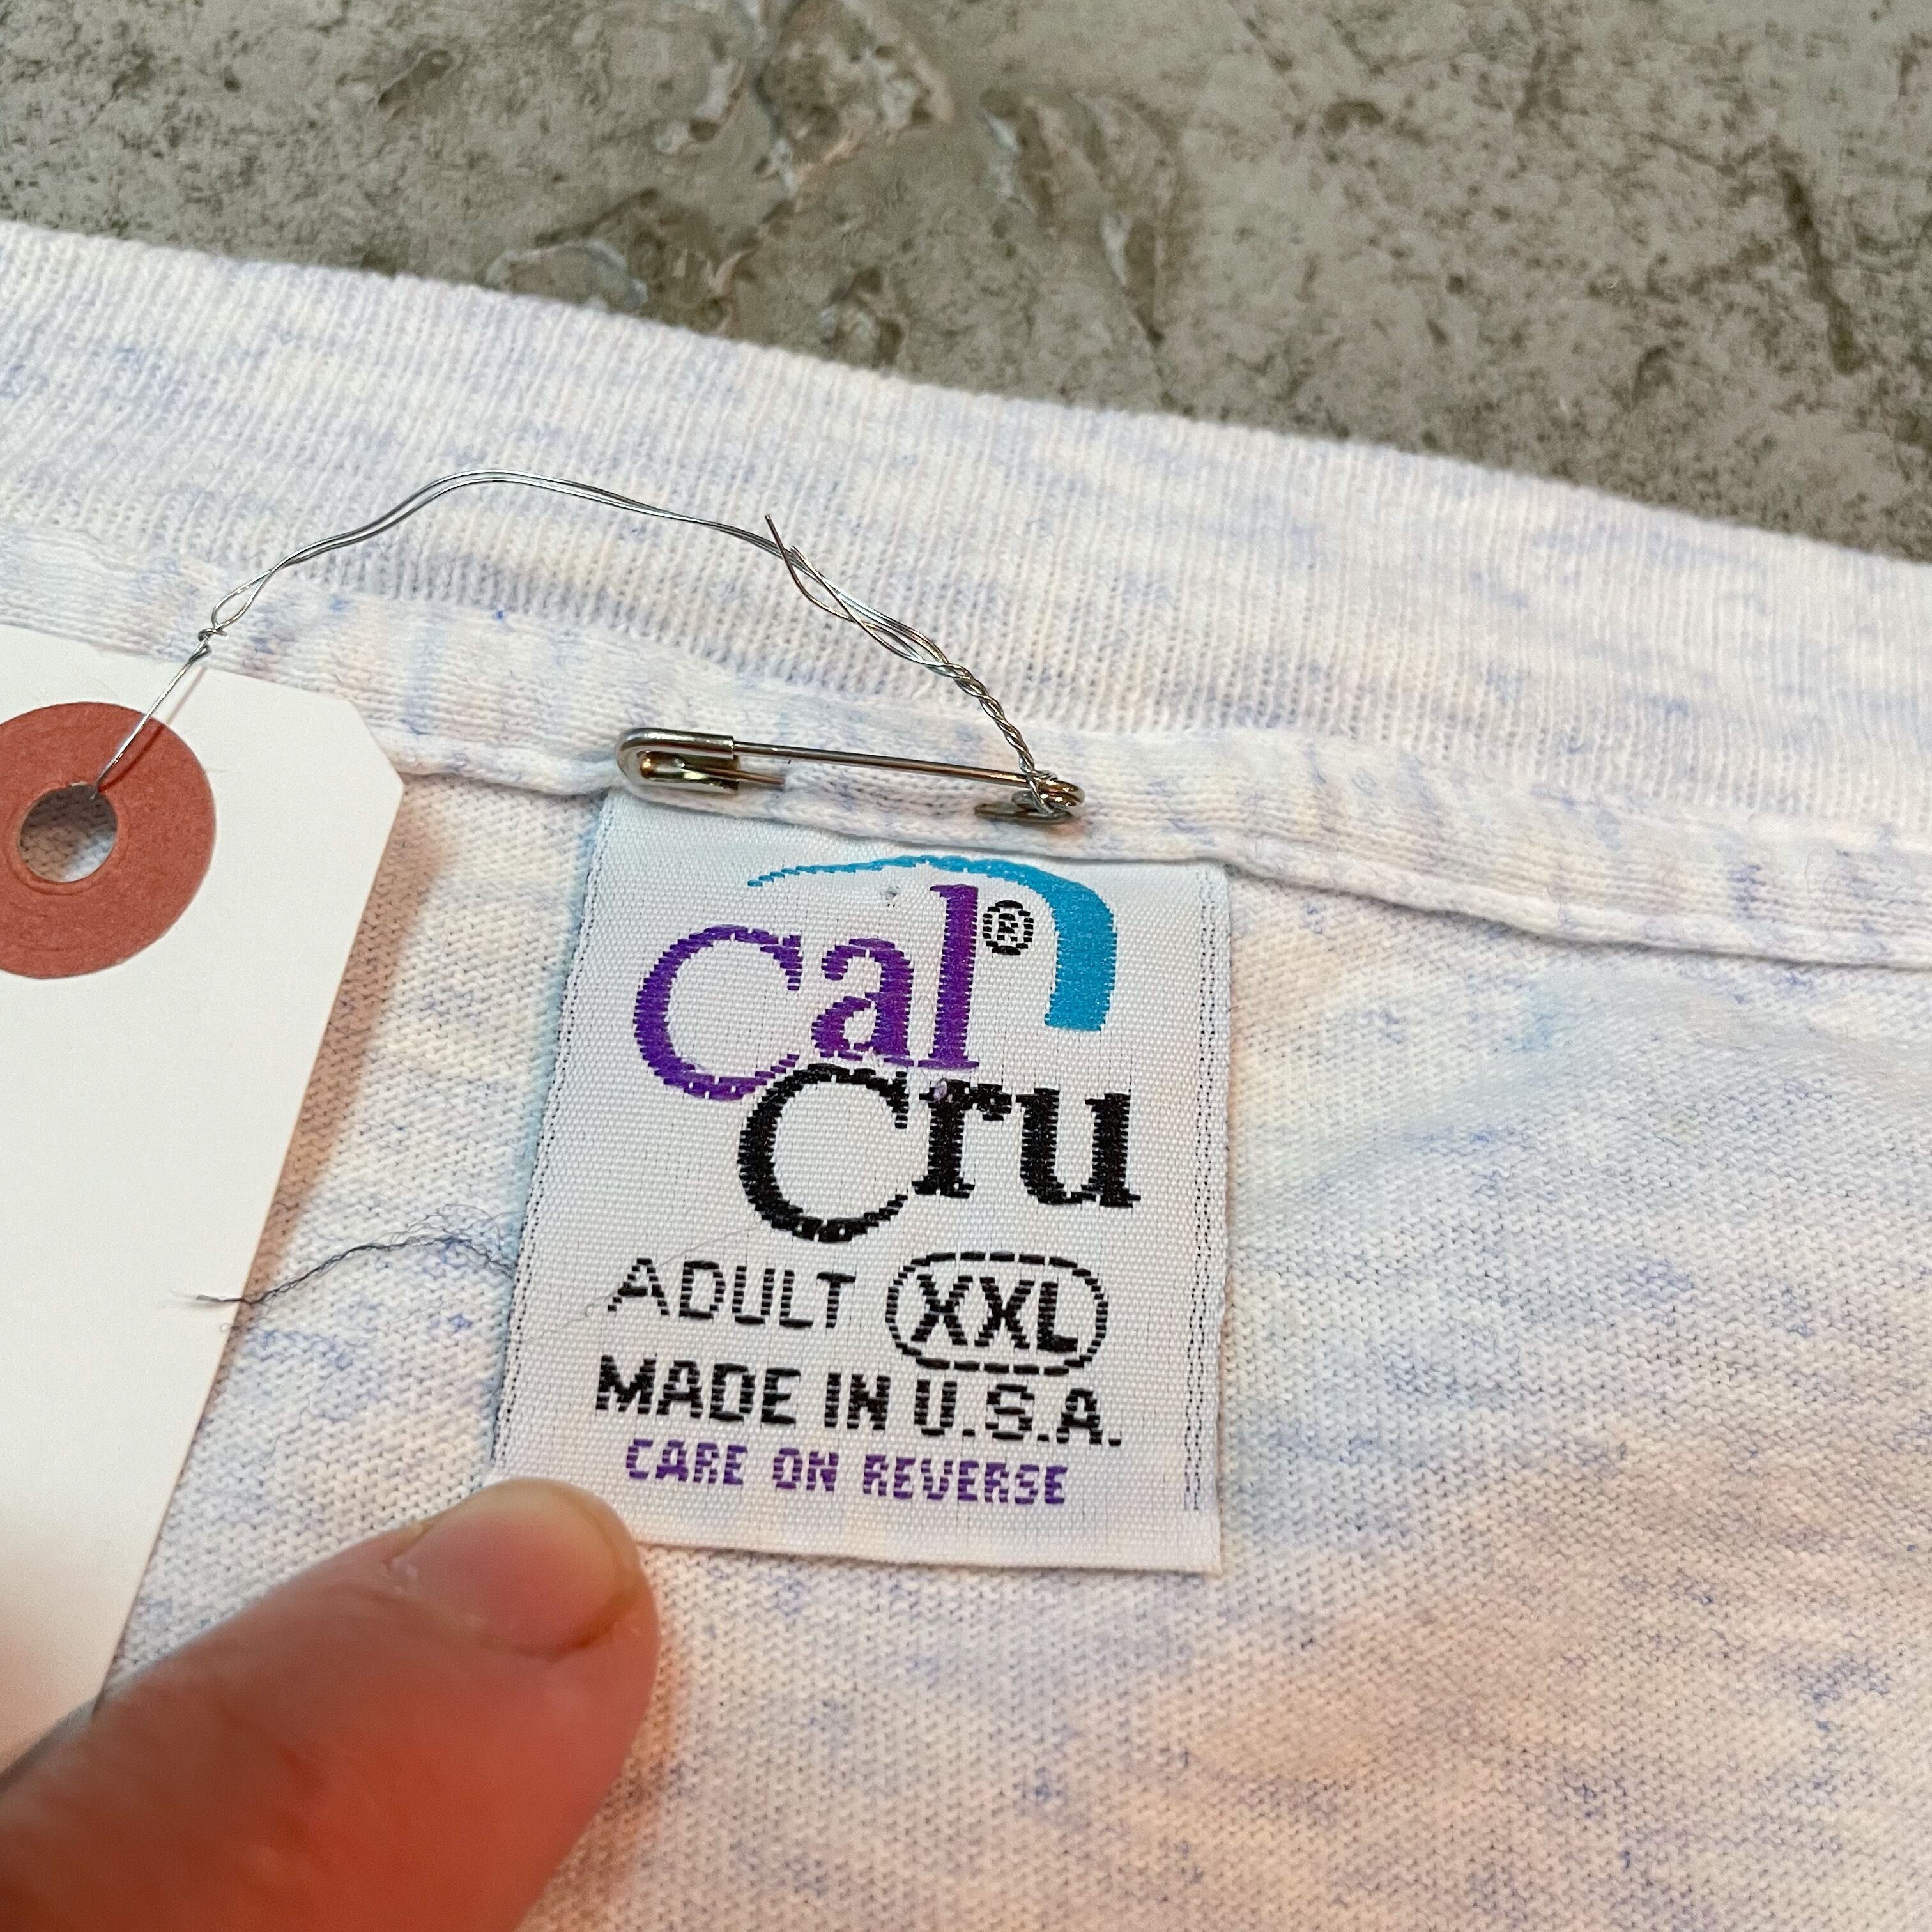 Cal®
Cru
ADULT XXL
MADE IN U.S.A.
CARE ON REVERSE